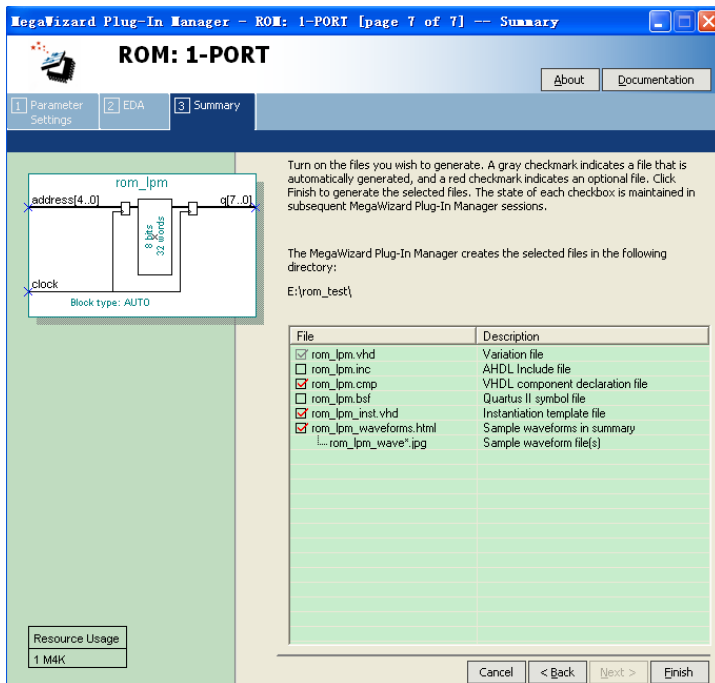 MegaWizard Plug-In Manager - ROM: 1-PORT [page 7 of 7] -- Summary
ROM: 1-PORT
About
Documentation
1 Parameter Settings
2 EDA
3 Summary
rom_lpm
address[4..0]
q[7..0]
8 bits
32 words
clock
Block type: AUTO
Turn on the files you wish to generate. A gray checkmark indicates a file that is
automatically generated, and a red checkmark indicates an optional file. Click
Finish to generate the selected files. The state of each checkbox is maintained in
subsequent MegaWizard Plug-In Manager sessions.
The MegaWizard Plug-In Manager creates the selected files in the following
directory:
E:\rom_test\
File Description
rom_lpm.vhd Variation file
rom_lpm.inc AHDL Include file
rom_lpm.cmp VHDL component declaration file
rom_lpm.bsf Quartus II symbol file
rom_lpm_inst.vhd Instantiation template file
rom_lpm_waveforms.html Sample waveforms in summary
rom_lpm_wave*.jpg Sample waveform file(s)
Resource Usage
1 M4K
Cancel
< Back
Next >
Finish